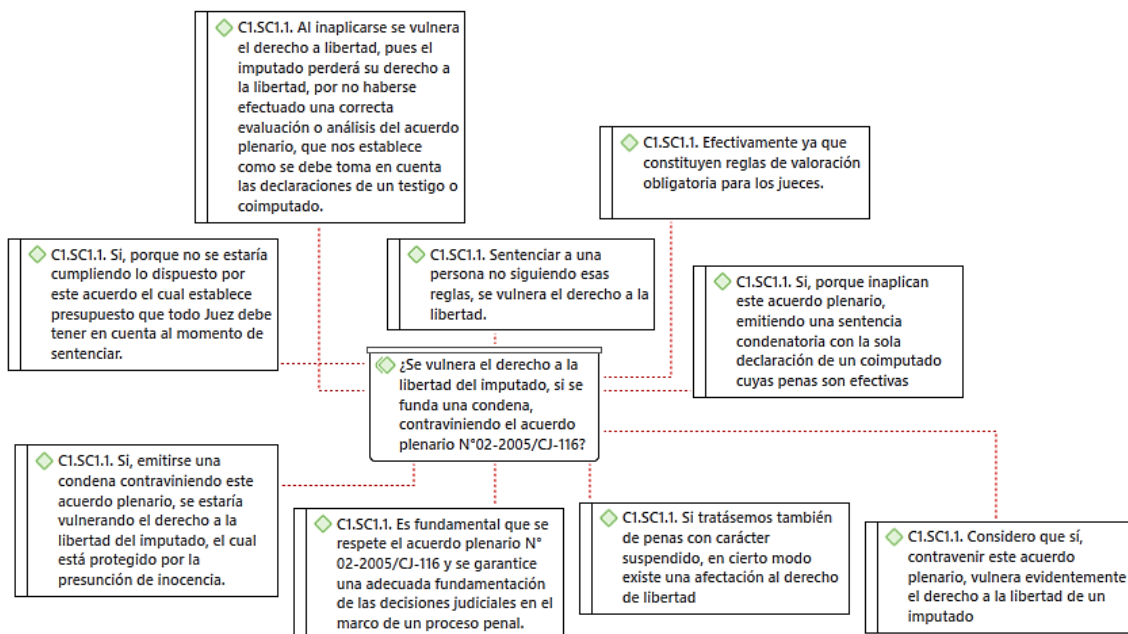 C1.SC1.1. Al inaplicarse se vulnera
el derecho a libertad, pues el
imputado perderá su derecho a
la libertad, por no haberse
efectuado una correcta
evaluación o análisis del acuerdo
plenario, que nos establece
como se debe toma en cuenta
las declaraciones de un testigo o
coimputado.
C1.SC1.1. Efectivamente ya que
constituyen reglas de valoración
obligatoria para los jueces.
C1.SC1.1. Si, porque no se estaría
cumpliendo lo dispuesto por
este acuerdo el cual establece
presupuesto que todo Juez debe
tener en cuenta al momento de
sentenciar.
C1.SC1.1. Sentenciar a una
persona no siguiendo esas
reglas, se vulnera el derecho a la
libertad.
C1.SC1.1. Si, porque inaplican
este acuerdo plenario,
emitiendo una sentencia
condenatoria con la sola
declaración de un coimputado
cuyas penas son efectivas
¿Se vulnera el derecho a la
libertad del imputado, si se
funda una condena,
contraviniendo el acuerdo
plenario N°02-2005/CJ-116?
C1.SC1.1. Si, emitirse una
condena contraviniendo este
acuerdo plenario, se estaría
vulnerando el derecho a la
libertad del imputado, el cual
está protegido por la
presunción de inocencia.
C1.SC1.1. Es fundamental que se
respete el acuerdo plenario N°
02-2005/CJ-116 y se garantice
una adecuada fundamentación
de las decisiones judiciales en el
marco de un proceso penal.
C1.SC1.1. Si tratásemos también
de penas con carácter
suspendido, en cierto modo
existe una afectación al derecho
de libertad
C1.SC1.1. Considero que sí,
contravenir este acuerdo
plenario, vulnera evidentemente
el derecho a la libertad de un
imputado